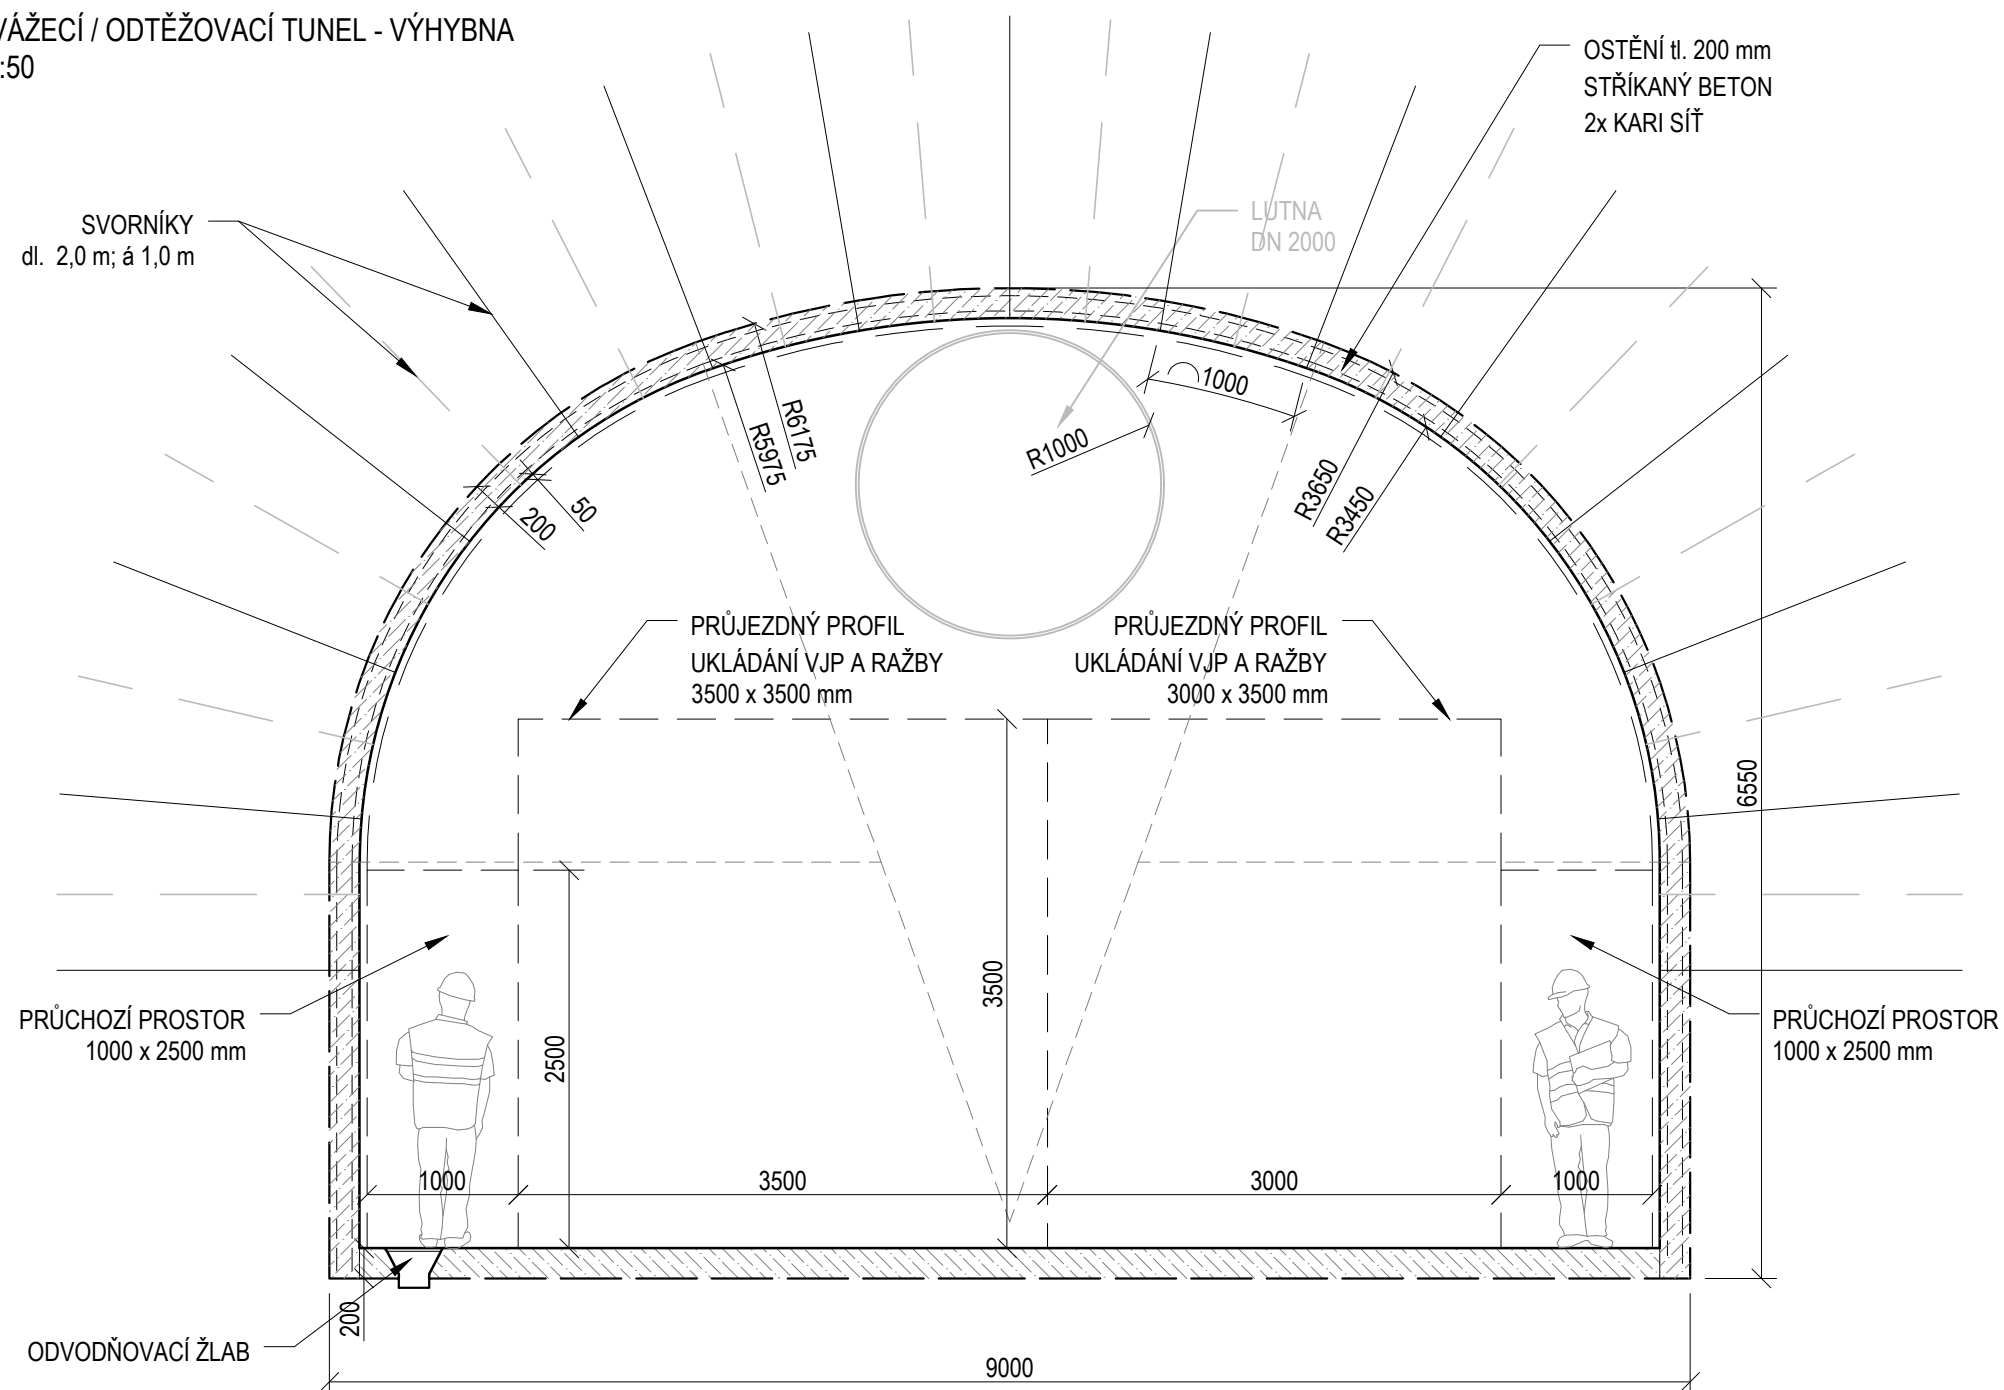 VÁŽECÍ / ODTĚŽOVACÍ TUNEL - VÝHYBNA
:50
OSTĚNÍ tl. 200 mm
STŘÍKANÝ BETON
2x KARI SÍŤ
SVORNÍKY
dl. 2,0 m; á 1,0 m
LUTNA
DN 2000
1000
R6175
R5975
R1000
R3650
R3450
50
200
PRŮJEZDNÝ PROFIL
UKLÁDÁNÍ VJP A RAŽBY
3500 x 3500 mm
PRŮJEZDNÝ PROFIL
UKLÁDÁNÍ VJP A RAŽBY
3000 x 3500 mm
6550
3500
2500
PRŮCHOZÍ PROSTOR
1000 x 2500 mm
PRŮCHOZÍ PROSTOR
1000 x 2500 mm
1000
3500
3000
1000
200
ODVODŇOVACÍ ŽLAB
9000